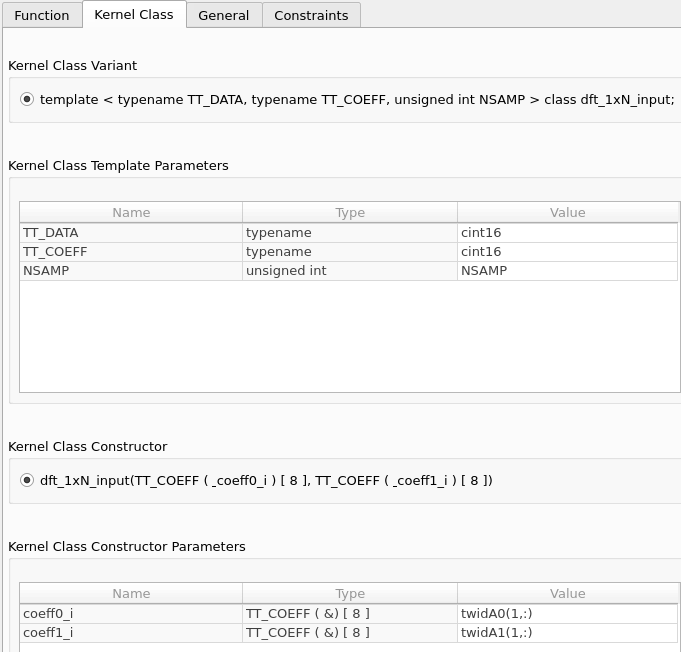 Function Kernel Class General Constraints
Kernel Class Variant
template < typename TT_DATA, typename TT_COEFF, unsigned int NSAMP > class dft_1xN_input;
Kernel Class Template Parameters
Name Type Value
TT_DATA typename cint16
TT_COEFF typename cint16
NSAMP unsigned int NSAMP
Kernel Class Constructor
dft_1xN_input(TT_COEFF ( _coeff0_i ) [ 8 ], TT_COEFF ( _coeff1_i ) [ 8 ])
Kernel Class Constructor Parameters
Name Type Value
coeff0_i TT_COEFF ( &) [ 8 ] twidA0(1,:)
coeff1_i TT_COEFF ( &) [ 8 ] twidA1(1,:)